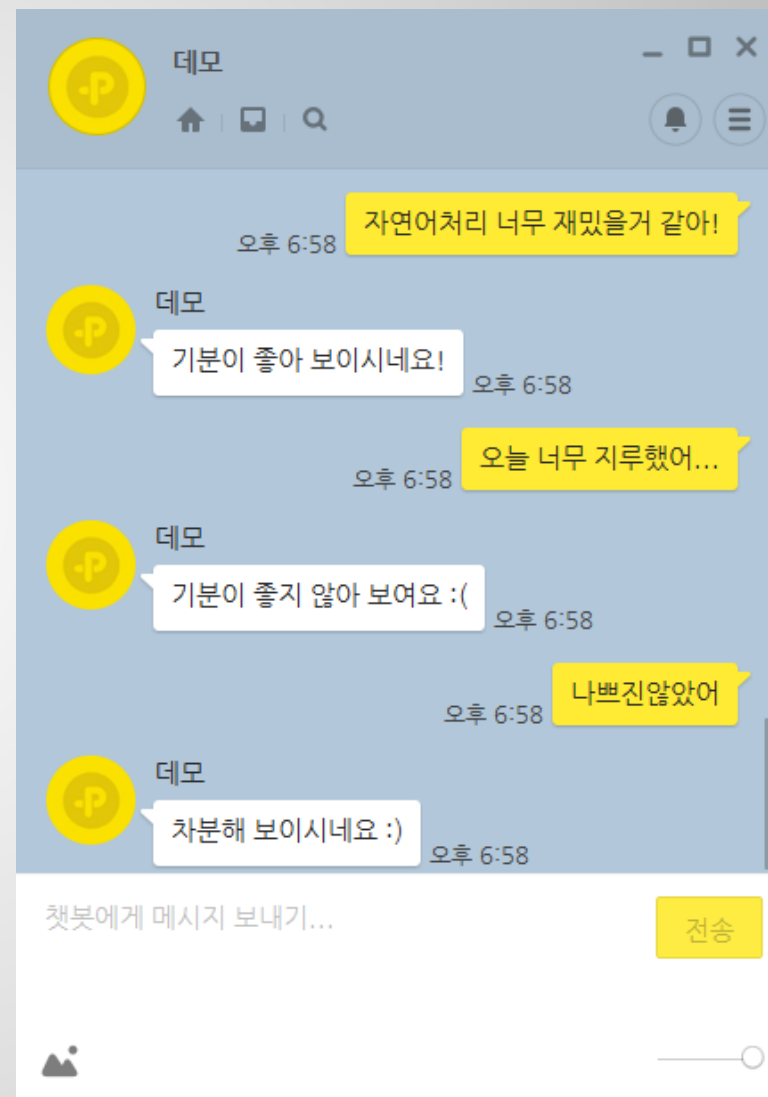 데모
자연어처리 너무 재밌을거 같아!
오후 6:58
데모
기분이 좋아 보이시네요!
오후 6:58
오늘 너무 지루했어...
오후 6:58
데모
기분이 좋지 않아 보여요 :(
오후 6:58
나쁘진않았어
오후 6:58
데모
차분해 보이시네요 :)
오후 6:58
챗봇에게 메시지 보내기...
전송